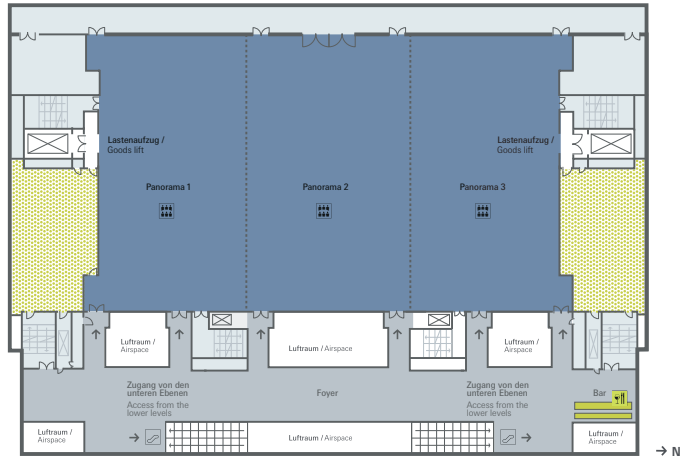 Lastenaufzug /
Goods lift
Lastenaufzug /
Goods lift
Panorama 1
Panorama 2
Panorama 3
Luftraum /
Airspace
Luftraum / Airspace
Luftraum /
Airspace
Zugang von den
unteren Ebenen
Access from the
lower levels
Foyer
Zugang von den
unteren Ebenen
Access from the
lower levels
Bar
Luftraum /
Airspace
Luftraum / Airspace
Luftraum /
Airspace
N